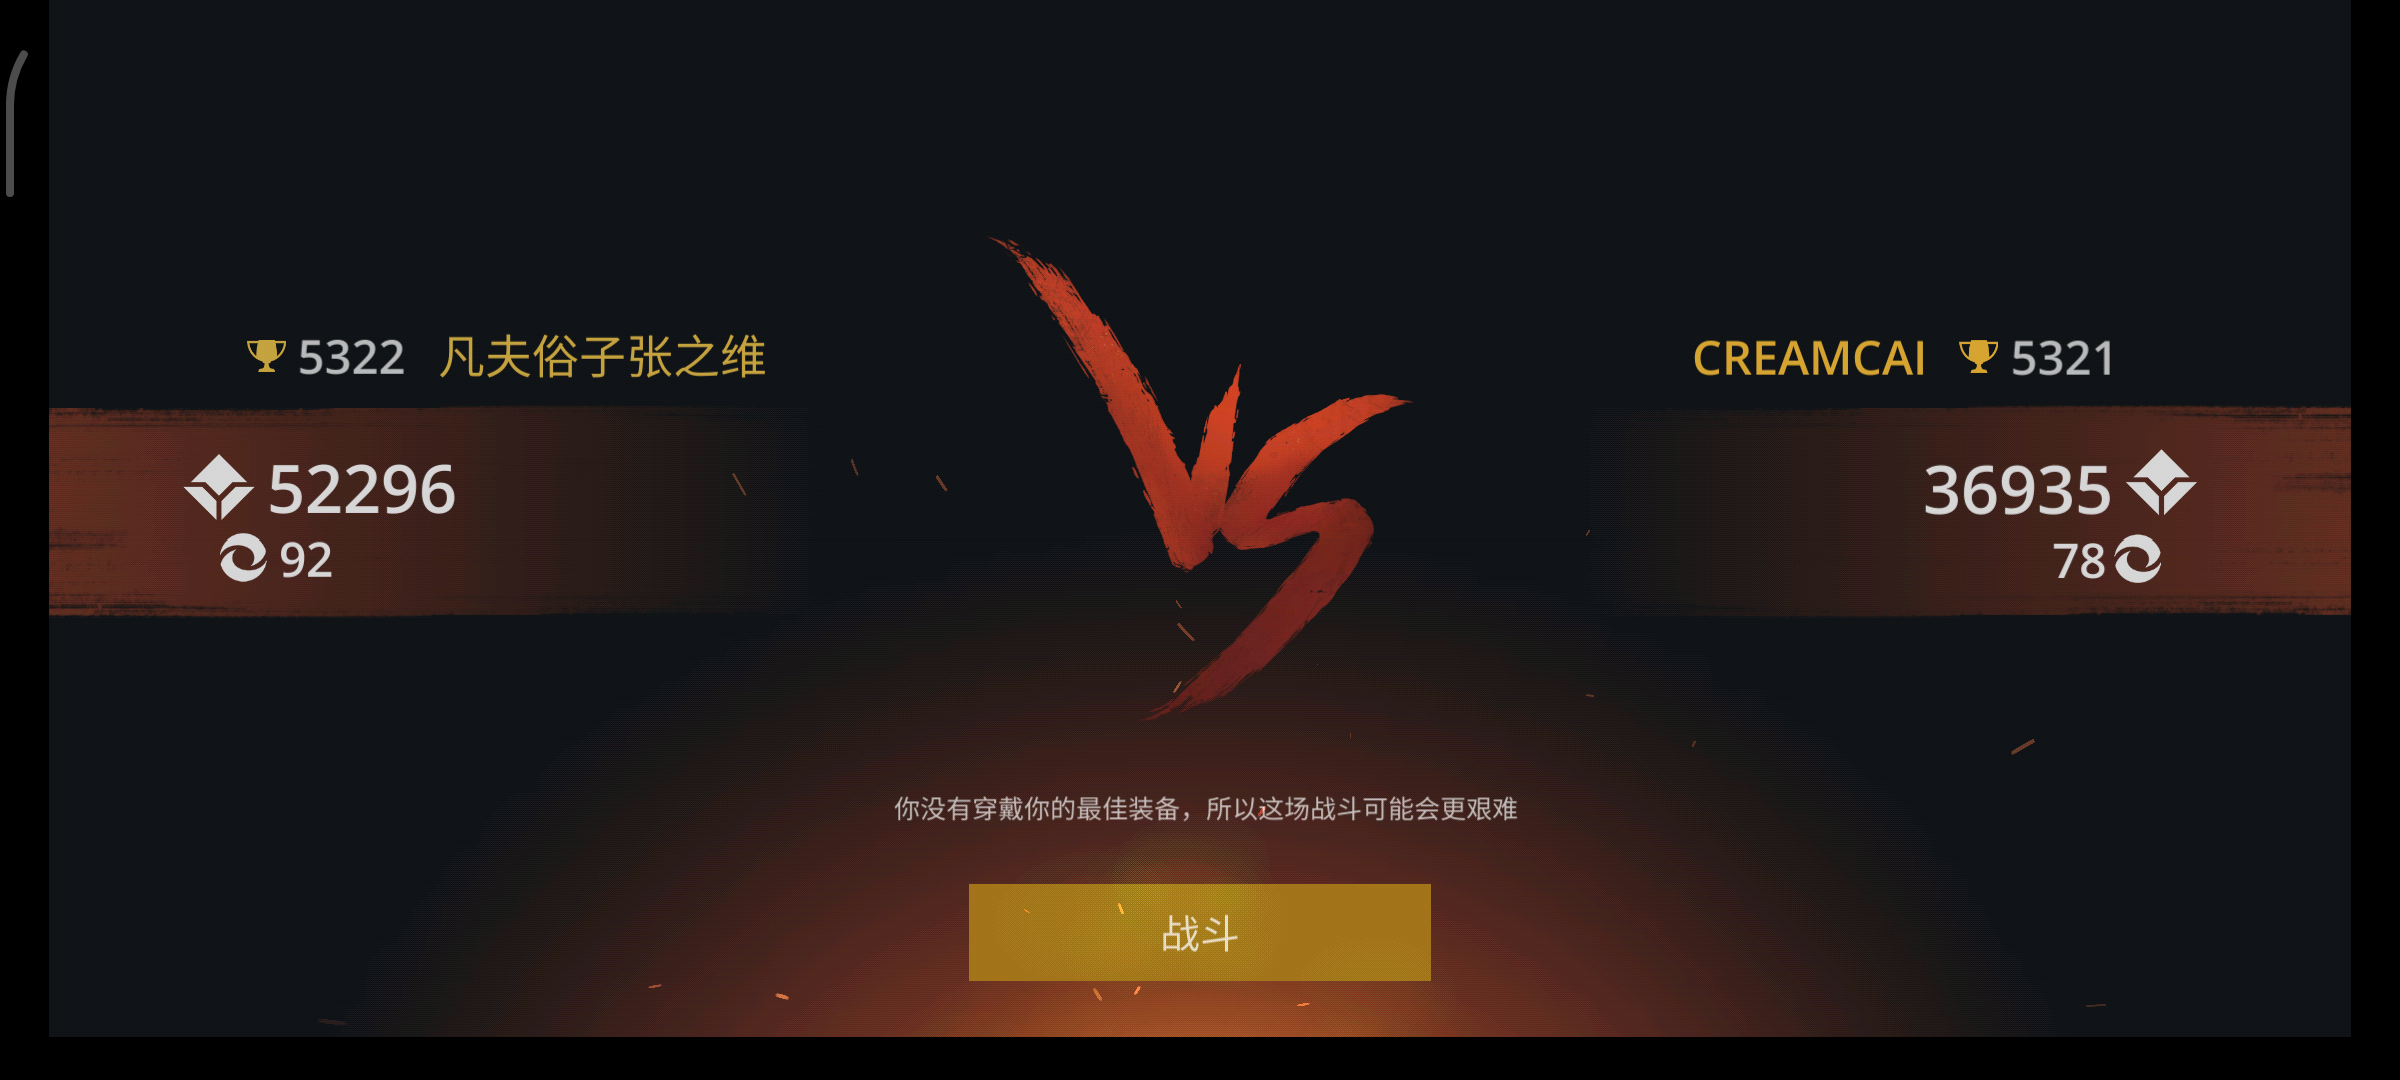 5322 凡夫俗子张之维
CREAMCAI 5321
VS
52296
36935
92
78
你没有穿戴你的最佳装备，所以这场战斗可能会更艰难
战斗